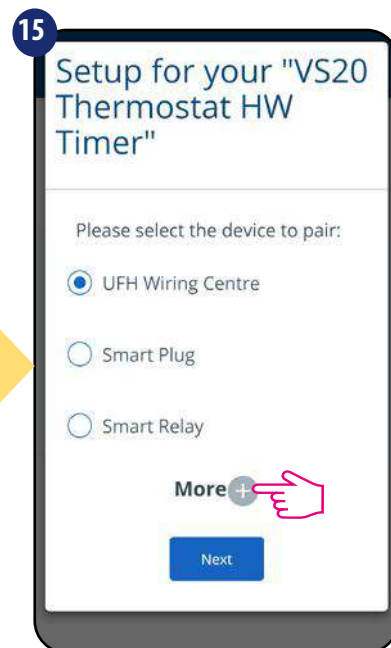 15
Setup for your "VS20
Thermostat HW
Timer"
Please select the device to pair:
UFH Wiring Centre
Smart Plug
Smart Relay
More +
Next